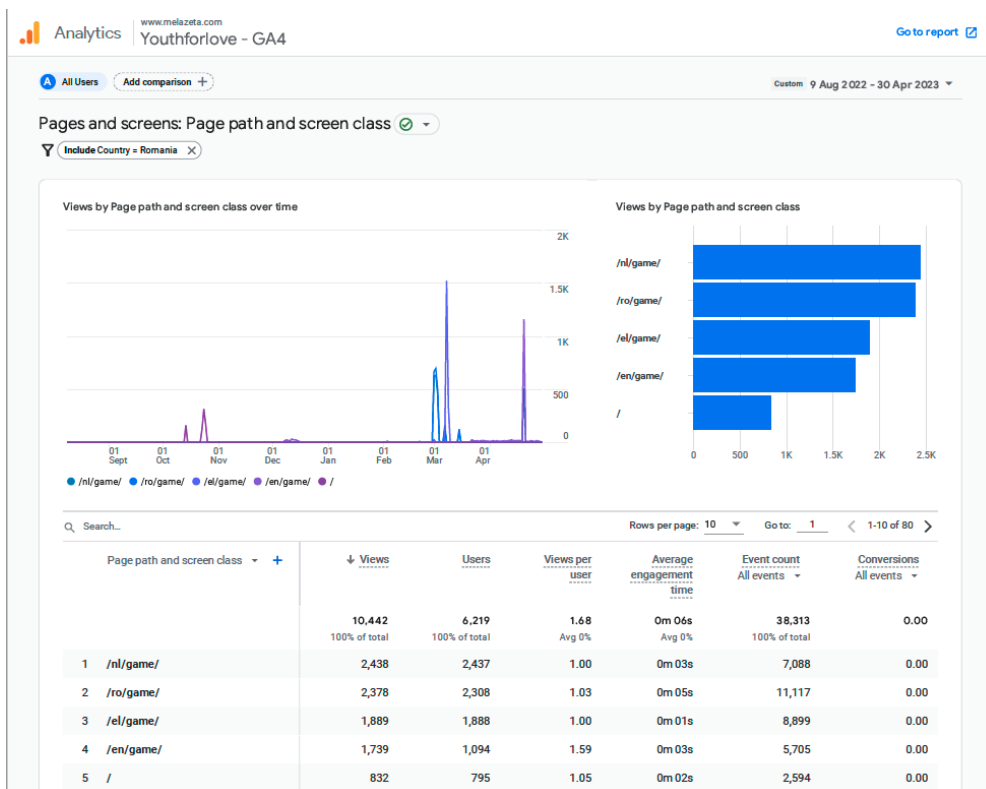 Analytics
www.melazeta.com
Youthforlove - GA4
Go to report
A All Users
Add comparison +
Custom 9 Aug 2022 - 30 Apr 2023
Pages and screens: Page path and screen class
Include Country = Romania X
Views by Page path and screen class over time
2K
1.5K
1K
500
0
01 Sept
01 Oct
01 Nov
01 Dec
01 Jan
01 Feb
01 Mar
01 Apr
/nl/game/ /ro/game/ /el/game/ /en/game/ /
Views by Page path and screen class
/nl/game/
/ro/game/
/el/game/
/en/game/
/
0 500 1K 1.5K 2K 2.5K
Search...
Rows per page: 10 Go to: 1 < 1-10 of 80 >
Page path and screen class +
↓ Views
Users
Views per user
Average engagement time
Event count
All events
Conversions
All events
10,442 6,219 1.68 0m 06s 38,313 0.00
100% of total 100% of total Avg 0% Avg 0% 100% of total
1 /nl/game/ 2,438 2,437 1.00 0m 03s 7,088 0.00
2 /ro/game/ 2,378 2,308 1.03 0m 05s 11,117 0.00
3 /el/game/ 1,889 1,888 1.00 0m 01s 8,899 0.00
4 /en/game/ 1,739 1,094 1.59 0m 03s 5,705 0.00
5 / 832 795 1.05 0m 02s 2,594 0.00